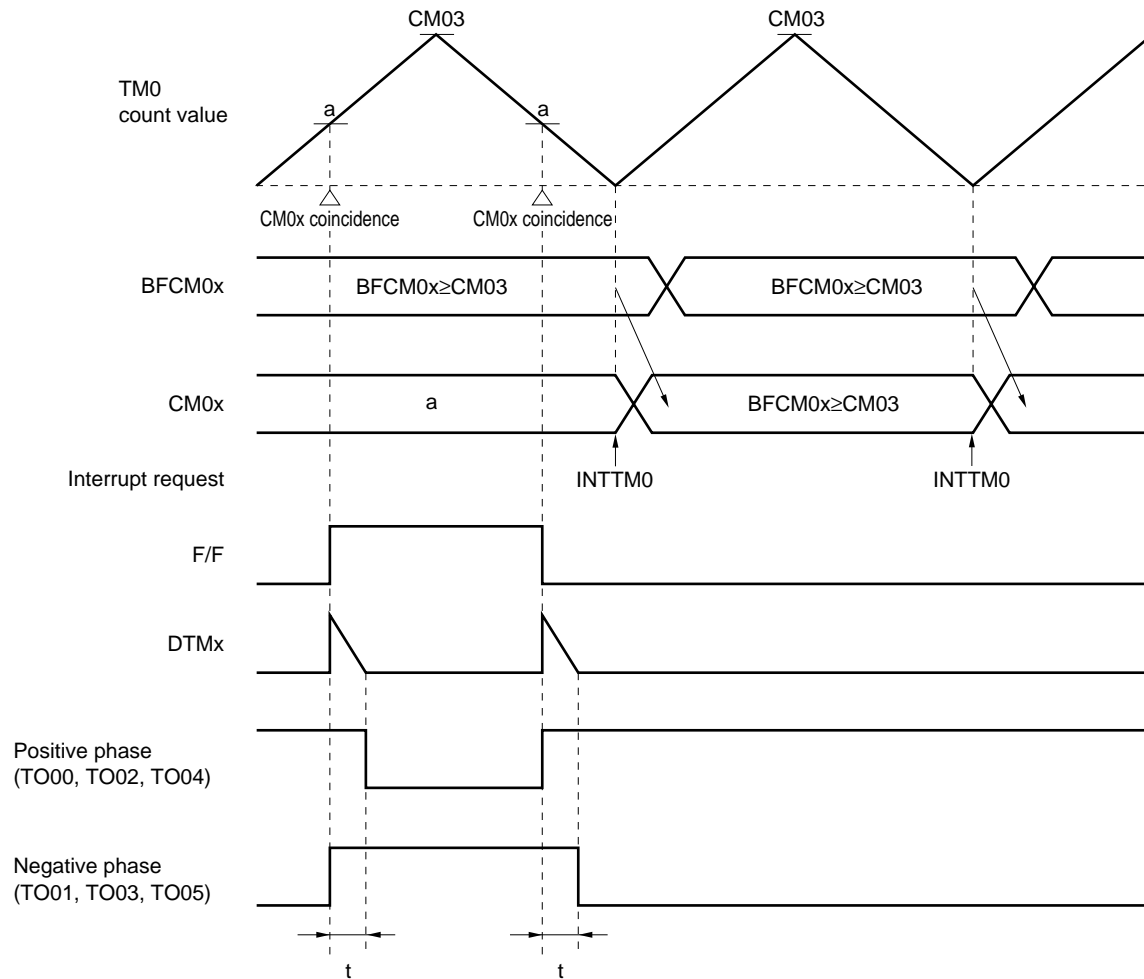 CM03
CM03
TM0
count value
a
a
CM0x coincidence
CM0x coincidence
BFCM0x
BFCM0x≥CM03
BFCM0x≥CM03
CM0x
a
BFCM0x≥CM03
Interrupt request
INTTM0
INTTM0
F/F
DTMx
Positive phase
(TO00, TO02, TO04)
Negative phase
(TO01, TO03, TO05)
t
t